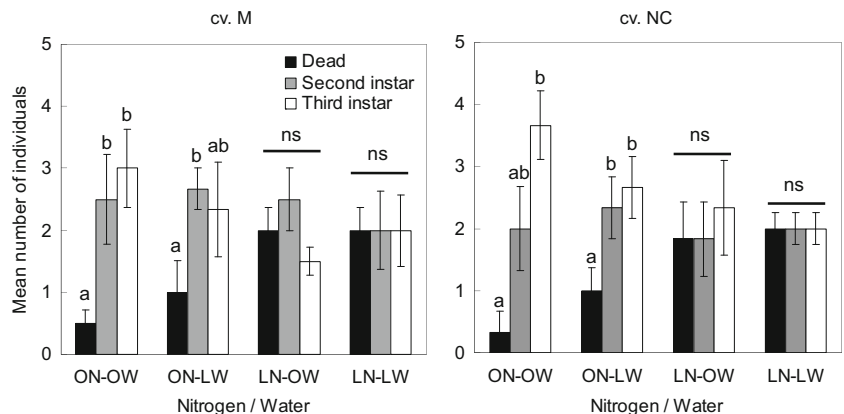 cv. M
cv. NC
Mean number of individuals
5
4
3
2
1
0
Dead
Second instar
Third instar
a
b
b
a
b
ab
ns
ns
ON-OW
ON-LW
LN-OW
LN-LW
Nitrogen / Water
5
4
3
2
1
0
a
ab
b
a
b
b
ns
ns
ON-OW
ON-LW
LN-OW
LN-LW
Nitrogen / Water